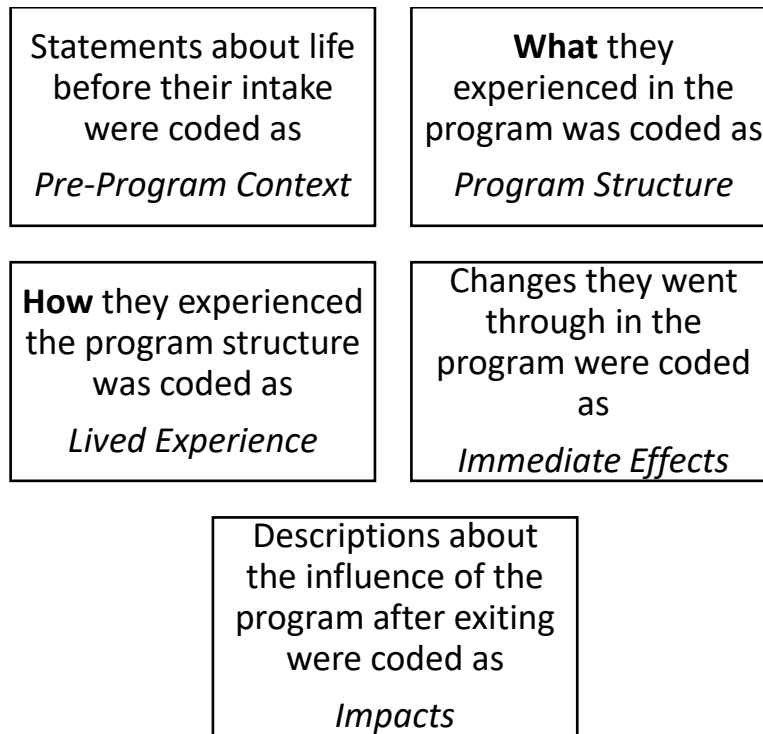 Statements about life
before their intake
were coded as
Pre-Program Context
What they
experienced in the
program was coded as
Program Structure
How they experienced
the program structure
was coded as
Lived Experience
Changes they went
through in the
program were coded
as
Immediate Effects
Descriptions about
the influence of the
program after exiting
were coded as
Impacts